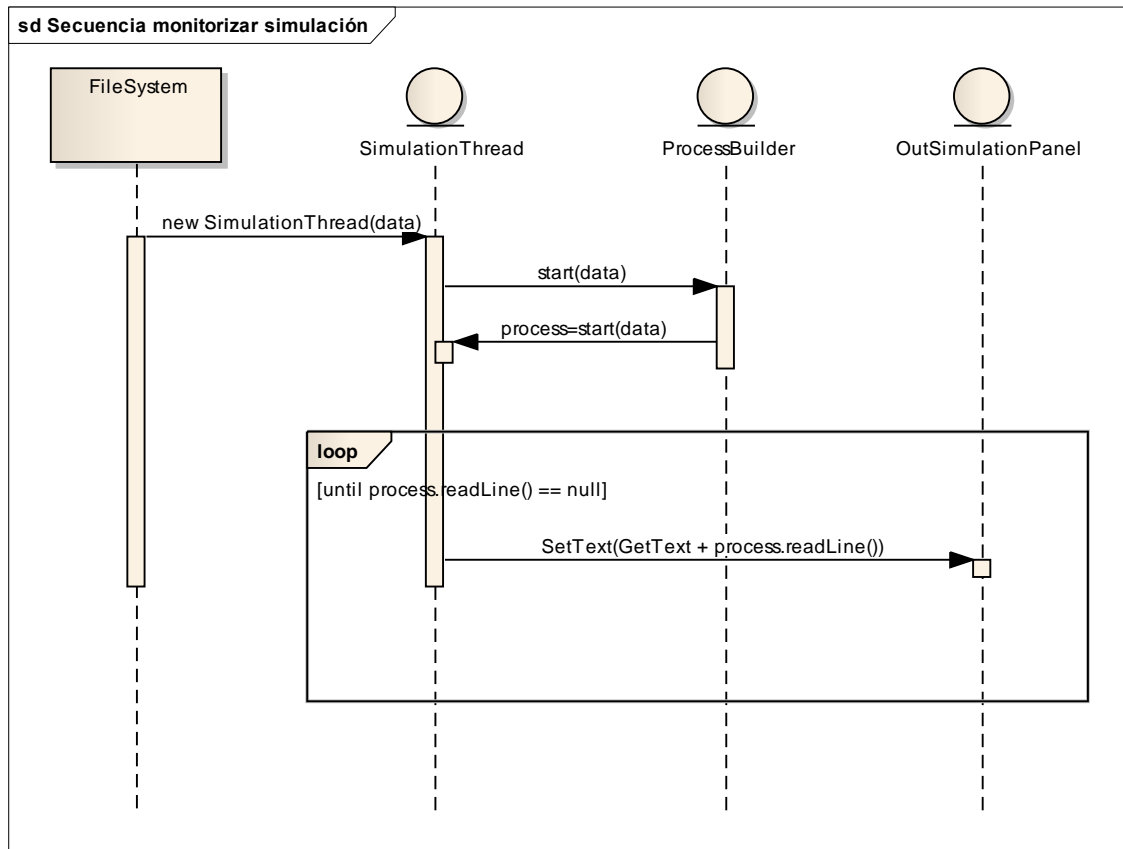 sd Secuencia monitorizar simulación
FileSystem
SimulationThread
ProcessBuilder
OutSimulationPanel
new SimulationThread(data)
start(data)
process=start(data)
loop
[until process.readLine() == null]
SetText(GetText + process.readLine())